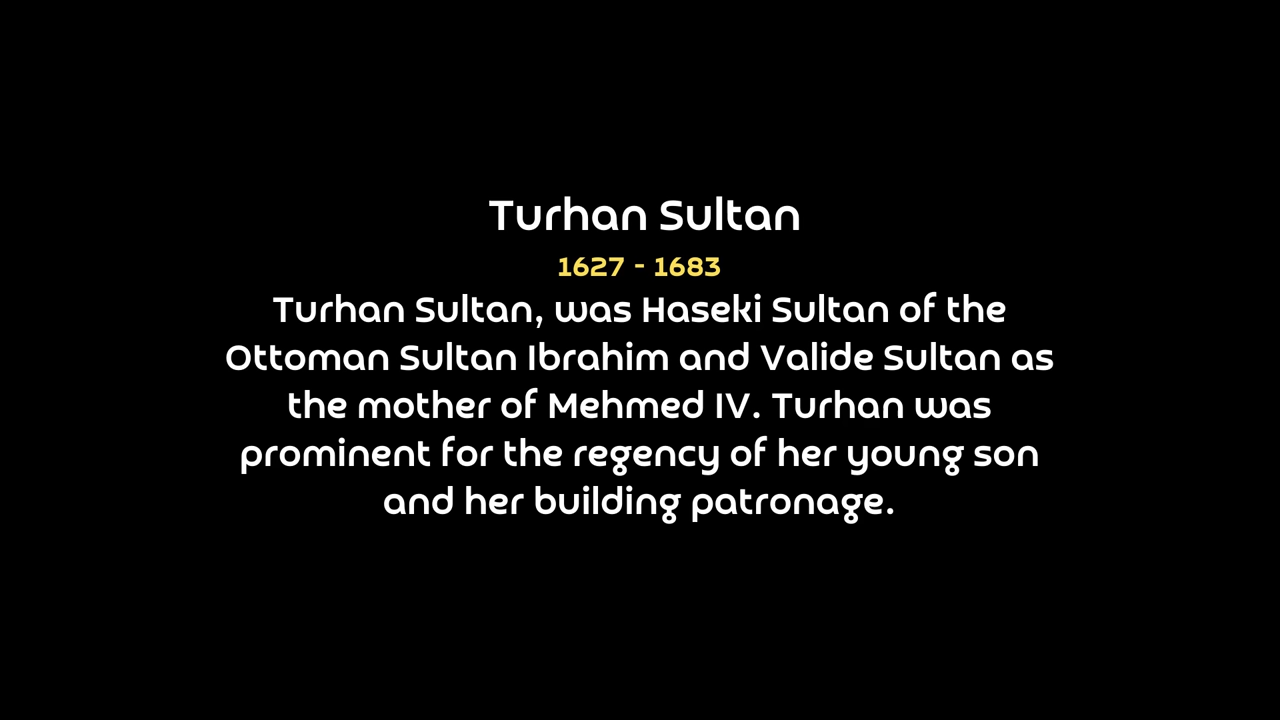 Turhan Sultan
1627 - 1683
Turhan Sultan, was Haseki Sultan of the
Ottoman Sultan Ibrahim and Valide Sultan as
the mother of Mehmed IV. Turhan was
prominent for the regency of her young son
and her building patronage.